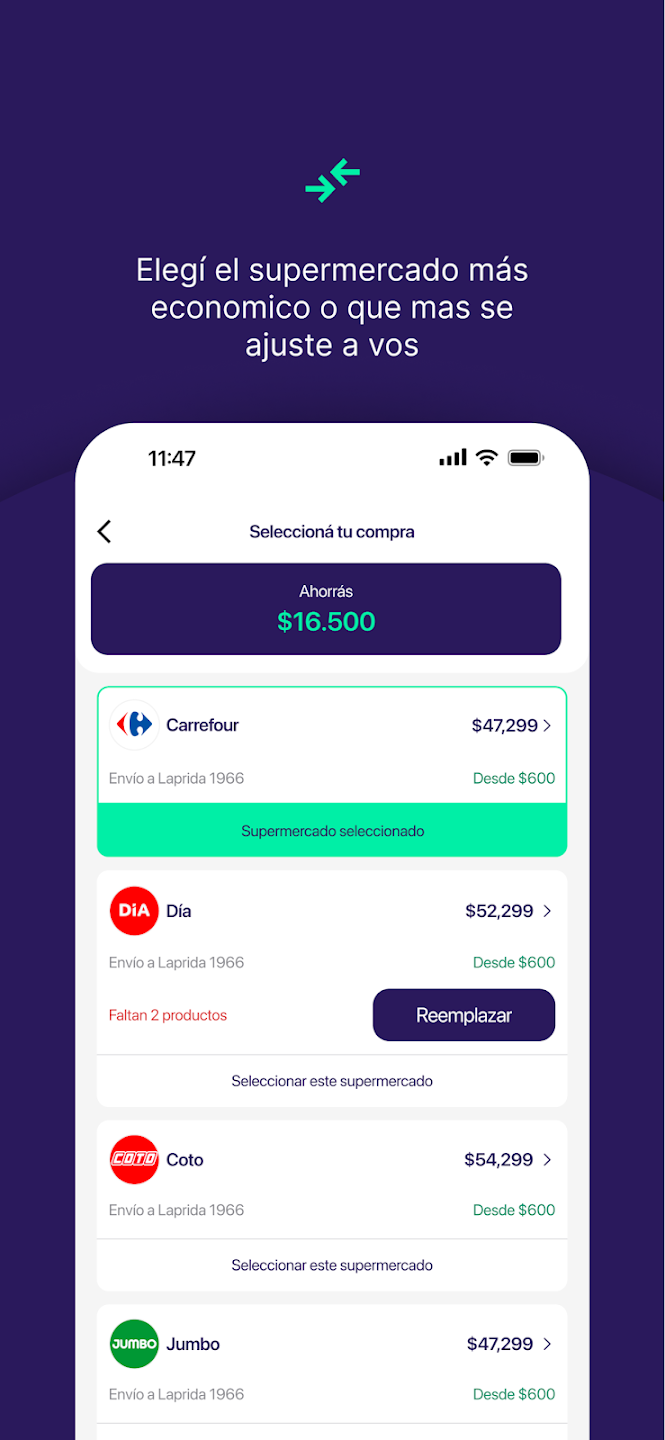 Elegí el supermercado más
economico o que mas se
ajuste a vos
11:47
Seleccioná tu compra
Ahorrás
$16.500
Carrefour
$47,299
Envío a Laprida 1966
Desde $600
Supermercado seleccionado
DiA
Día
$52,299
Envío a Laprida 1966
Desde $600
Faltan 2 productos
Reemplazar
Seleccionar este supermercado
COTO
Coto
$54,299
Envío a Laprida 1966
Desde $600
Seleccionar este supermercado
JUMBO
Jumbo
$47,299
Envío a Laprida 1966
Desde $600